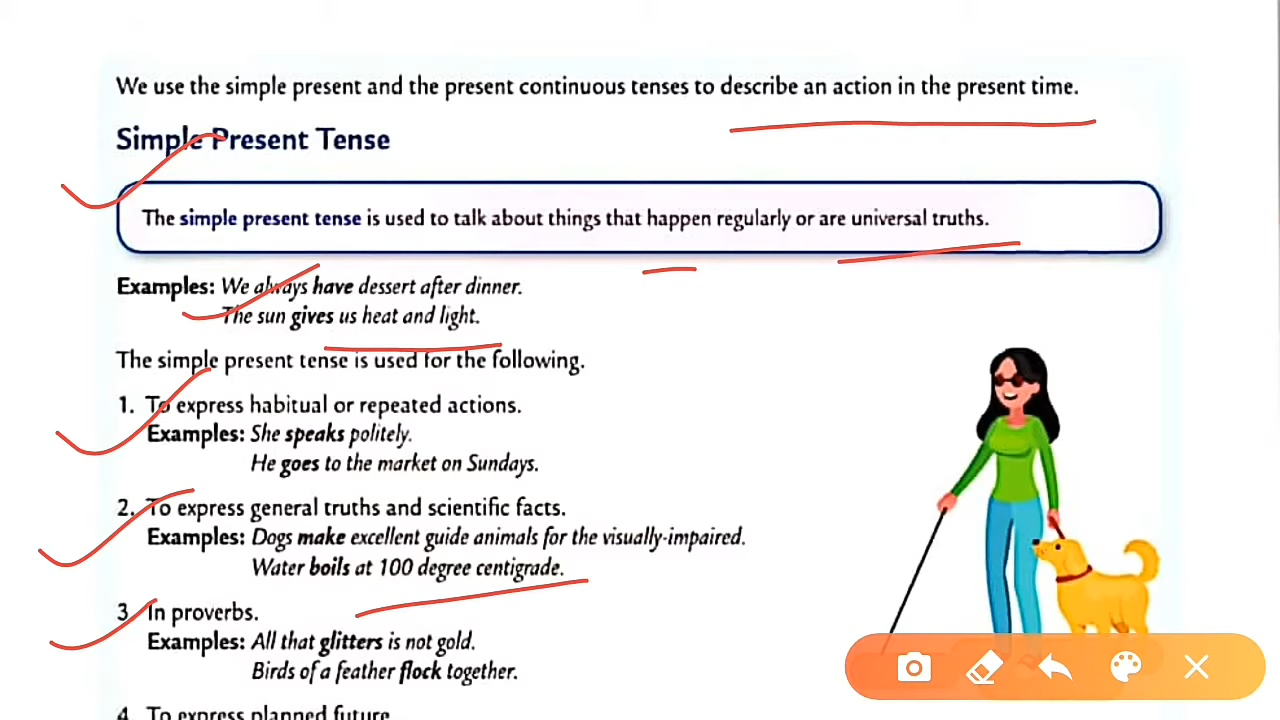 We use the simple present and the present continuous tenses to describe an action in the present time.
Simple Present Tense
The simple present tense is used to talk about things that happen regularly or are universal truths.
Examples: We always have dessert after dinner.
The sun gives us heat and light.
The simple present tense is used for the following.
1. To express habitual or repeated actions.
Examples: She speaks politely.
He goes to the market on Sundays.
2. To express general truths and scientific facts.
Examples: Dogs make excellent guide animals for the visually-impaired.
Water boils at 100 degree centigrade.
3. In proverbs.
Examples: All that glitters is not gold.
Birds of a feather flock together.
4. To express planned future